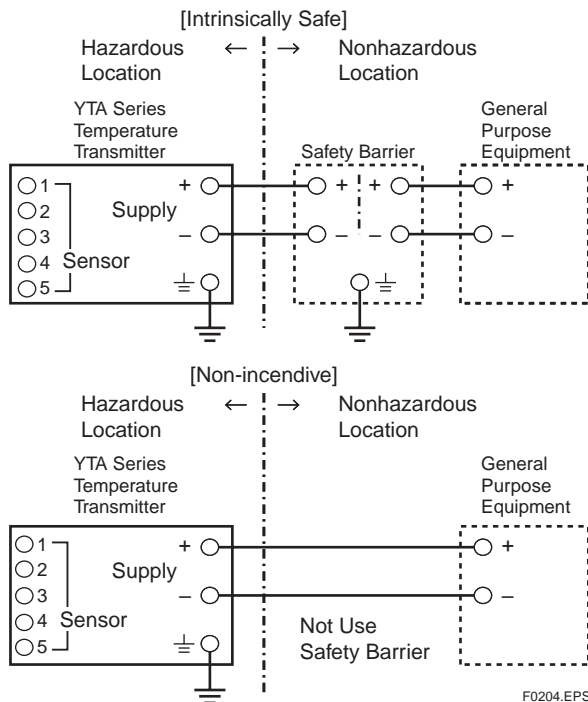 [Intrinsically Safe]
Hazardous ← → Nonhazardous
Location Location
YTA Series
Temperature
Transmitter
General
Purpose
Equipment
Safety Barrier
1
2
3
4
5
Sensor
Supply
+
–
+ +
– –
+
–
[Non-incendive]
Hazardous ← → Nonhazardous
Location Location
YTA Series
Temperature
Transmitter
General
Purpose
Equipment
1
2
3
4
5
Sensor
Supply
+
–
+
–
Not Use
Safety Barrier
F0204.EPS